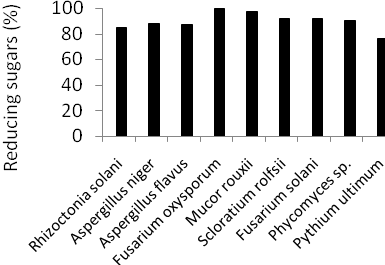 Reducing sugars (%)
100
80
60
40
20
0
Rhizoctonia solani
Aspergillus niger
Aspergillus flavus
Fusarium oxysporum
Mucor rouxii
Scloratium rolfsii
Fusarium solani
Phycomyces sp.
Pythium ultimum